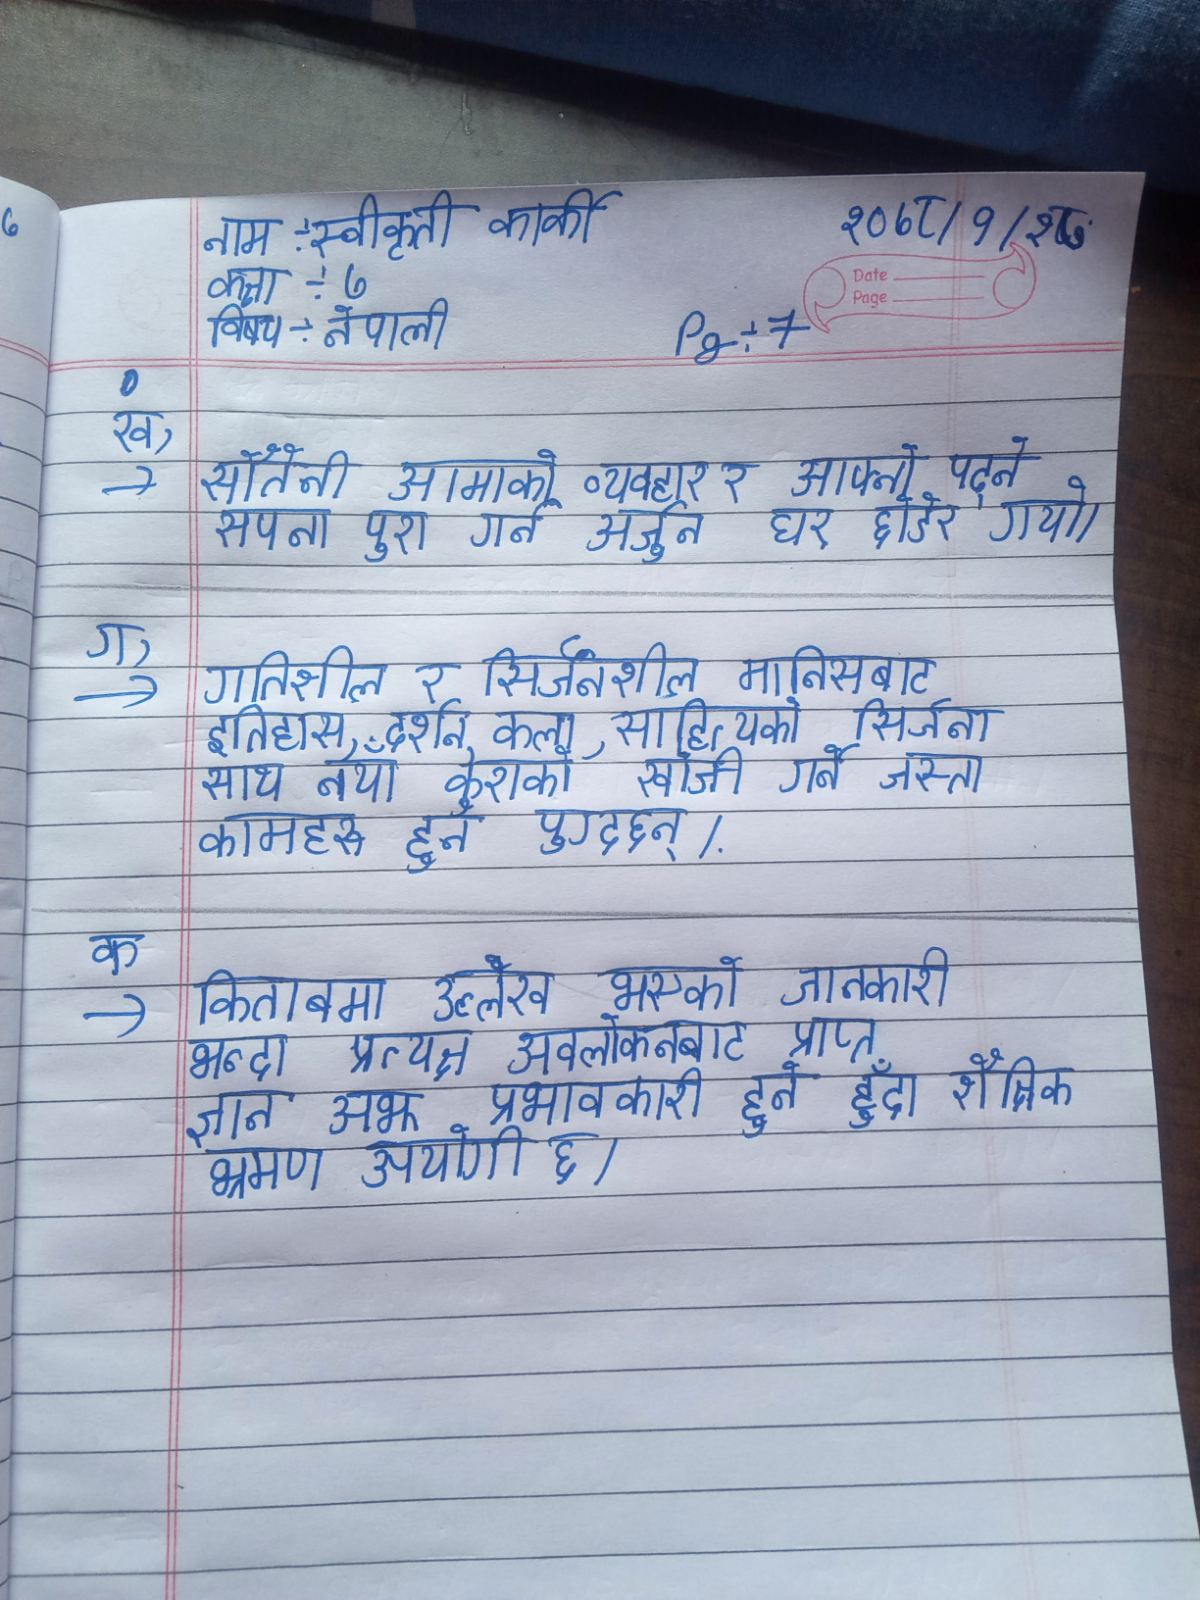 नाम ÷ स्वीकृती कार्की
२०७८/१/२८
कक्षा ÷ ७
Date
Page
विषय ÷ नेपाली
Pg ÷ 7
ख,
→ सौतेनी आमाको व्यवहार र आफ्नो पढ्ने
सपना पुरा गर्न अर्जुन घर छोडेर गयो।
ग,
→ गतिशील र सिर्जनशील मानिसबाट
इतिहास, दर्शन, कला, साहित्यको सिर्जना
साथ नयाँ कुराको खोजी गर्ने जस्ता
कामहरू हुन पुग्दछन् ।
क
→ किताबमा उल्लेख भएको जानकारी
भन्दा प्रत्यक्ष अवलोकनबाट प्राप्त
ज्ञान अझ प्रभावकारी हुने हुँदा शैक्षिक
भ्रमण उपयोगी छ।